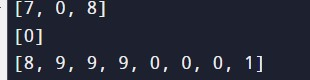 [7, 0, 8]
[0]
[8, 9, 9, 9, 0, 0, 0, 1]